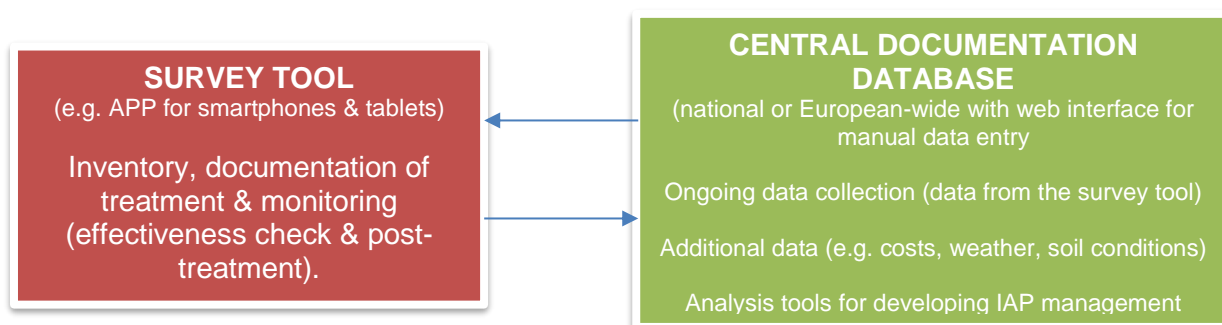 SURVEY TOOL
(e.g. APP for smartphones & tablets)
Inventory, documentation of
treatment & monitoring
(effectiveness check & post-
treatment).
CENTRAL DOCUMENTATION
DATABASE
(national or European-wide with web interface for
manual data entry
Ongoing data collection (data from the survey tool)
Additional data (e.g. costs, weather, soil conditions)
Analysis tools for developing IAP management